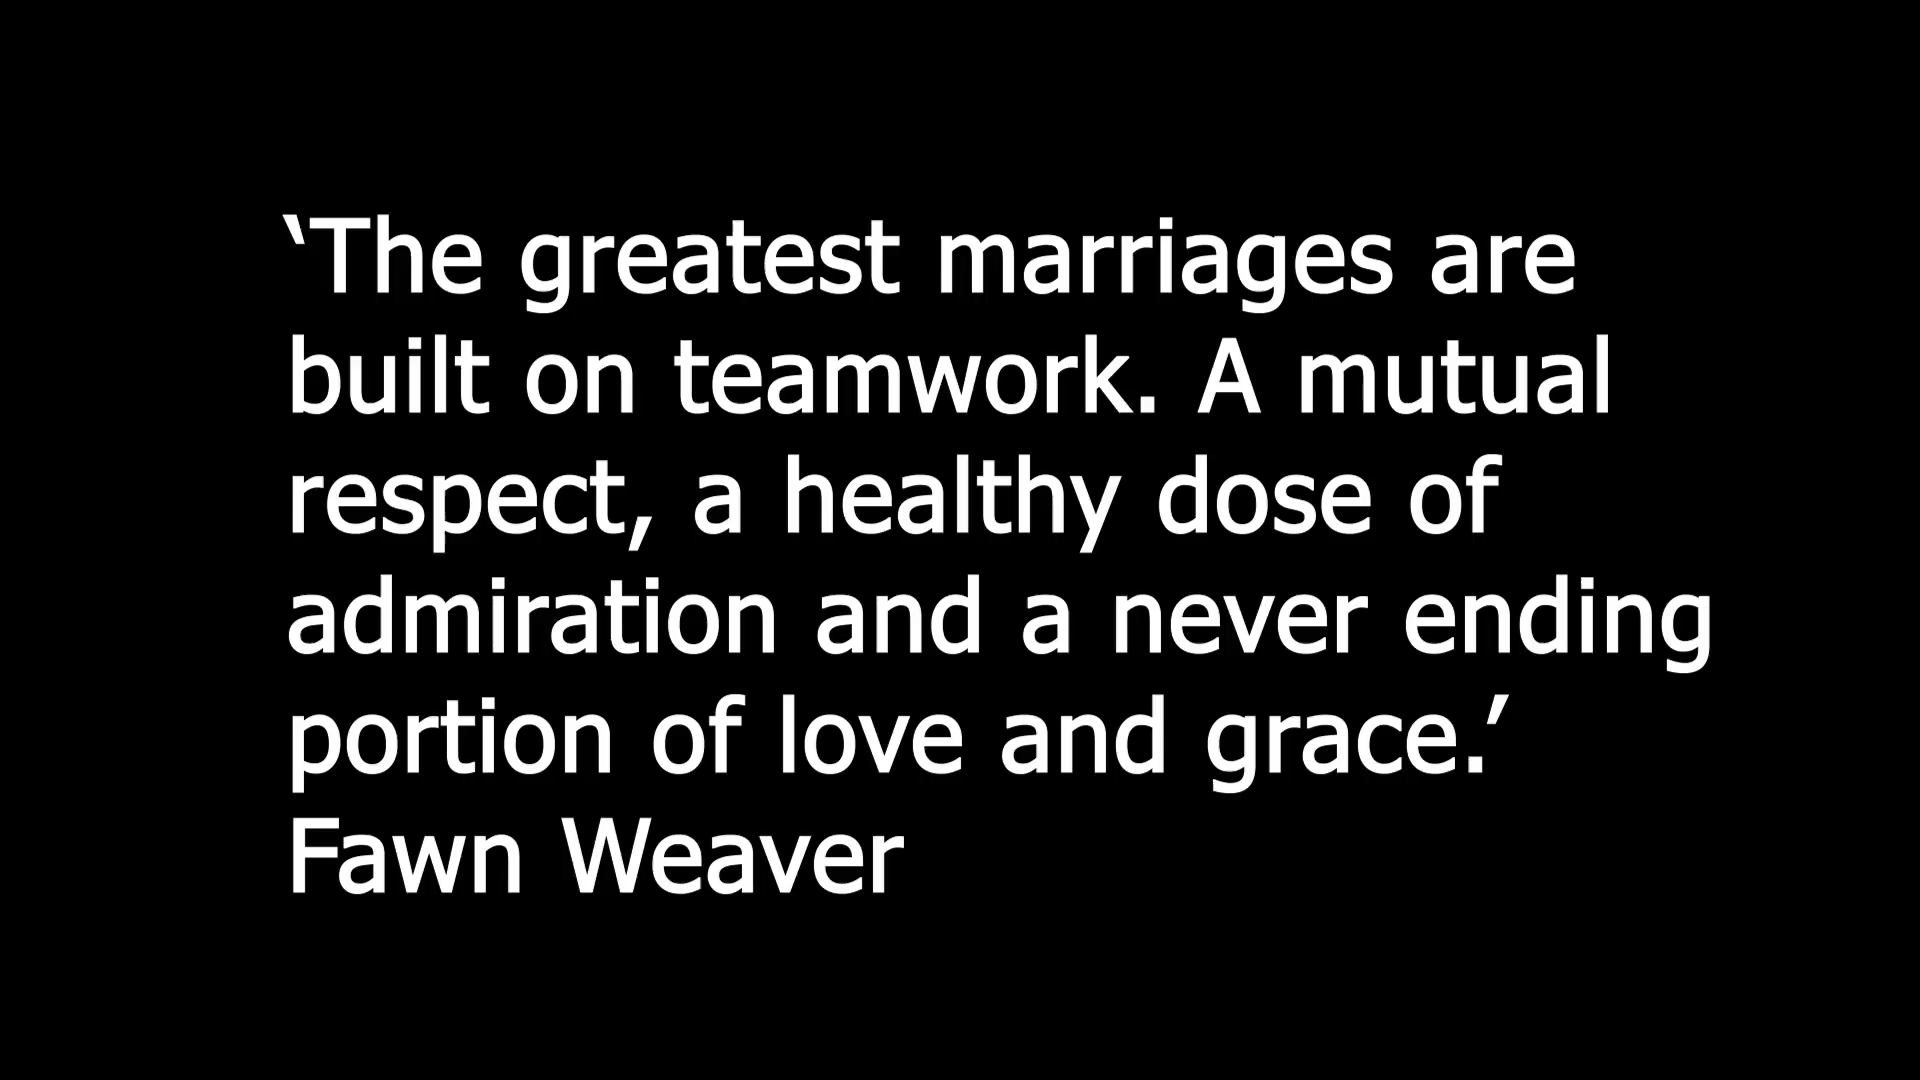 ‘The greatest marriages are
built on teamwork. A mutual
respect, a healthy dose of
admiration and a never ending
portion of love and grace.’
Fawn Weaver